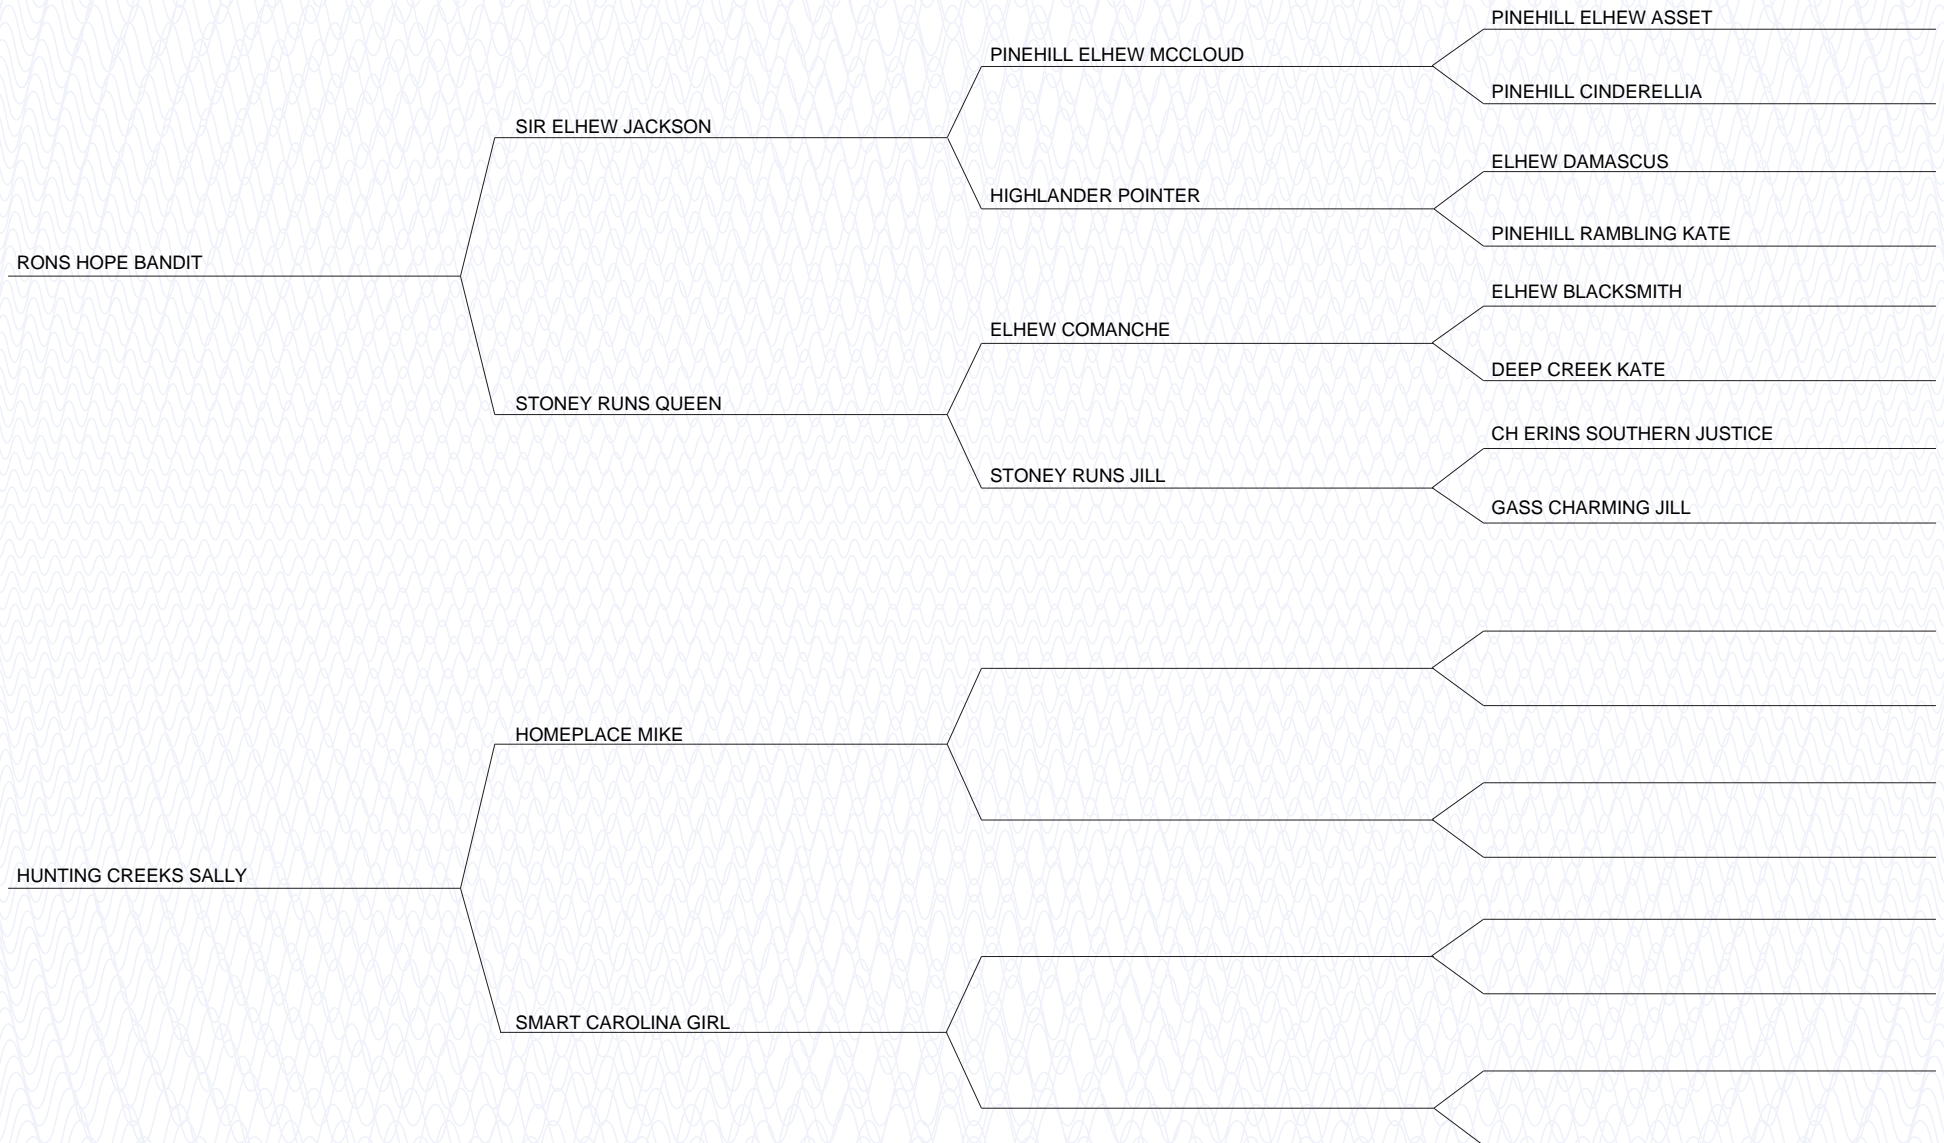 PINEHILL ELHEW ASSET
PINEHILL ELHEW MCCLOUD
PINEHILL CINDERELLIA
SIR ELHEW JACKSON
ELHEW DAMASCUS
HIGHLANDER POINTER
PINEHILL RAMBLING KATE
RONS HOPE BANDIT
ELHEW BLACKSMITH
ELHEW COMANCHE
DEEP CREEK KATE
STONEY RUNS QUEEN
CH ERINS SOUTHERN JUSTICE
STONEY RUNS JILL
GASS CHARMING JILL
HOMEPLACE MIKE
HUNTING CREEKS SALLY
SMART CAROLINA GIRL